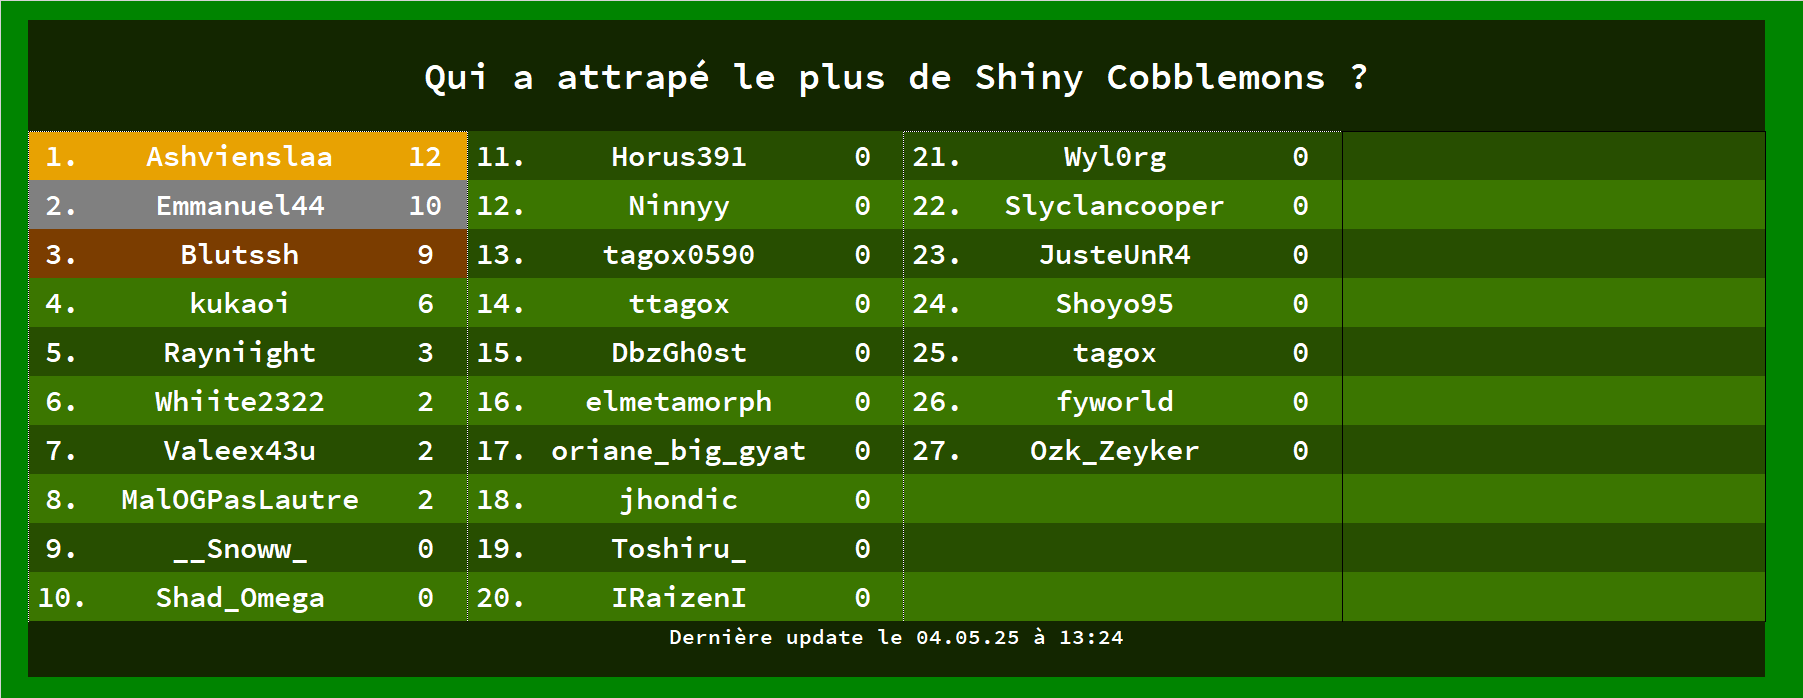 Qui a attrapé le plus de Shiny Cobblemons ?
1. Ashvienslaa 12
2. Emmanuel44 10
3. Blutssh 9
4. kukaoi 6
5. Rayniight 3
6. Whiite2322 2
7. Valeex43u 2
8. MalOGPasLautre 2
9. __Snoww_ 0
10. Shad_Omega 0
11. Horus39l 0
12. Ninnyy 0
13. tagox0590 0
14. ttagox 0
15. DbzGh0st 0
16. elmetamorph 0
17. oriane_big_gyat 0
18. jhondic 0
19. Toshiru_ 0
20. IRaizenI 0
21. Wyl0rg 0
22. Slyclancooper 0
23. JusteUnR4 0
24. Shoyo95 0
25. tagox 0
26. fyworld 0
27. Ozk_Zeyker 0
Dernière update le 04.05.25 à 13:24